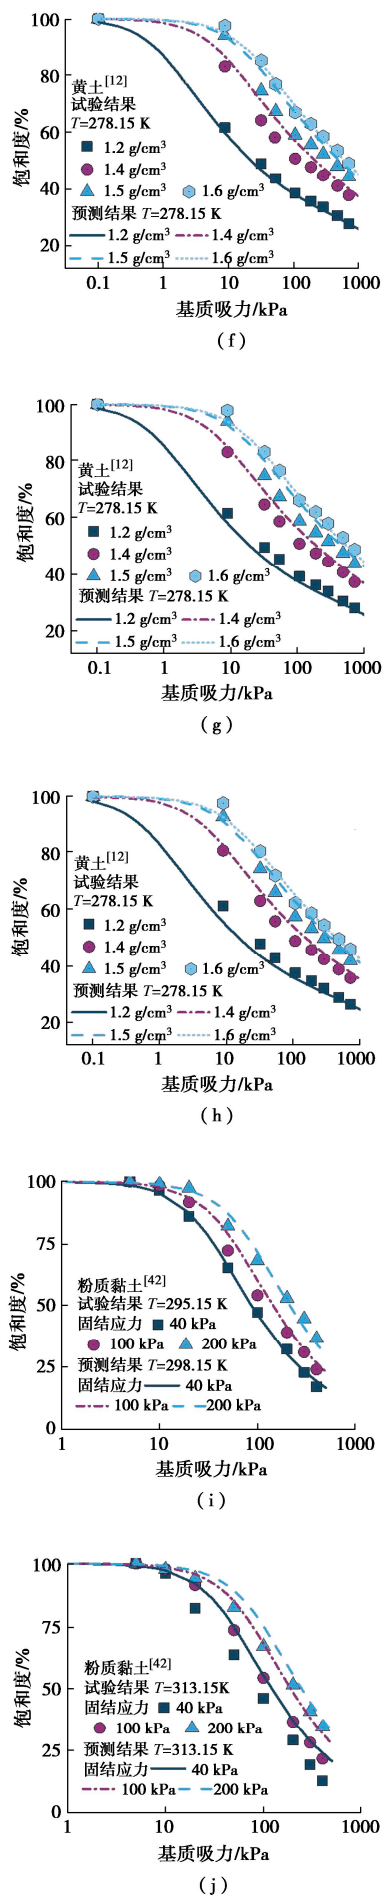 100
80
60
40
20
饱和度/%
黄土[12]
试验结果
T=278.15 K
1.2 g/cm3
1.4 g/cm3
1.5 g/cm3 1.6 g/cm3
预测结果 T=278.15 K
1.2 g/cm3 1.4 g/cm3
1.5 g/cm3 1.6 g/cm3
0.1 1 10 100 1000
基质吸力/kPa
(f)
100
80
60
40
20
饱和度/%
黄土[12]
试验结果
T=278.15 K
1.2 g/cm3
1.4 g/cm3
1.5 g/cm3 1.6 g/cm3
预测结果 T=278.15 K
1.2 g/cm3 1.4 g/cm3
1.5 g/cm3 1.6 g/cm3
0.1 1 10 100 1000
基质吸力/kPa
(g)
100
80
60
40
20
饱和度/%
黄土[12]
试验结果
T=278.15 K
1.2 g/cm3
1.4 g/cm3
1.5 g/cm3 1.6 g/cm3
预测结果 T=278.15 K
1.2 g/cm3 1.4 g/cm3
1.5 g/cm3 1.6 g/cm3
0.1 1 10 100 1000
基质吸力/kPa
(h)
100
75
50
25
0
饱和度/%
粉质黏土[42]
试验结果 T=295.15 K
固结应力 40 kPa
100 kPa 200 kPa
预测结果 T=298.15 K
固结应力 40 kPa
100 kPa 200 kPa
1 10 100 1000
基质吸力/kPa
(i)
100
75
50
25
0
饱和度/%
粉质黏土[42]
试验结果 T=313.15K
固结应力 40 kPa
100 kPa 200 kPa
预测结果 T=313.15 K
固结应力 40 kPa
100 kPa 200 kPa
1 10 100 1000
基质吸力/kPa
(j)